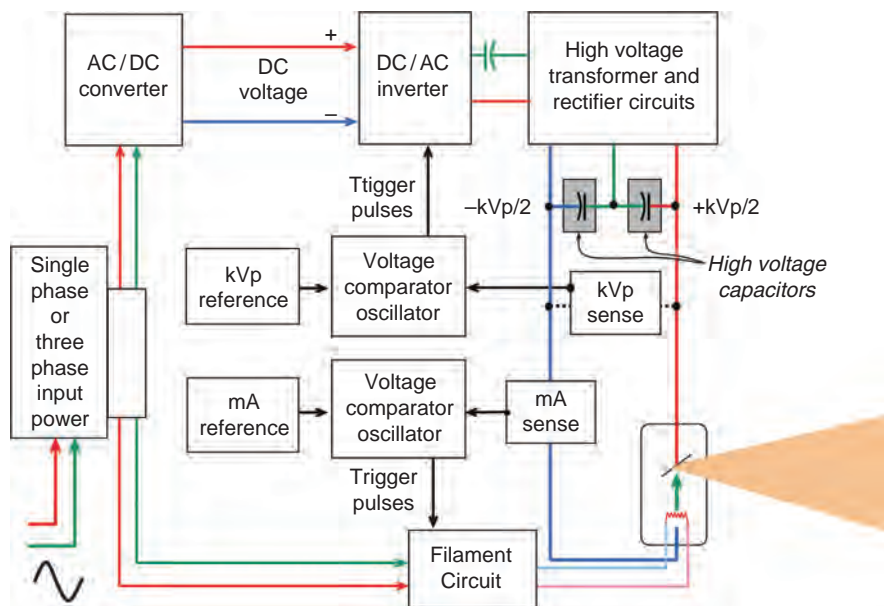 AC/DC
converter
+
DC
voltage
–
DC/AC
inverter
High voltage
transformer and
rectifier circuits
Ttigger
pulses
–kVp/2
+kVp/2
High voltage
capacitors
Single
phase
or
three
phase
input
power
kVp
reference
Voltage
comparator
oscillator
kVp
sense
mA
reference
Voltage
comparator
oscillator
mA
sense
Trigger
pulses
Filament
Circuit